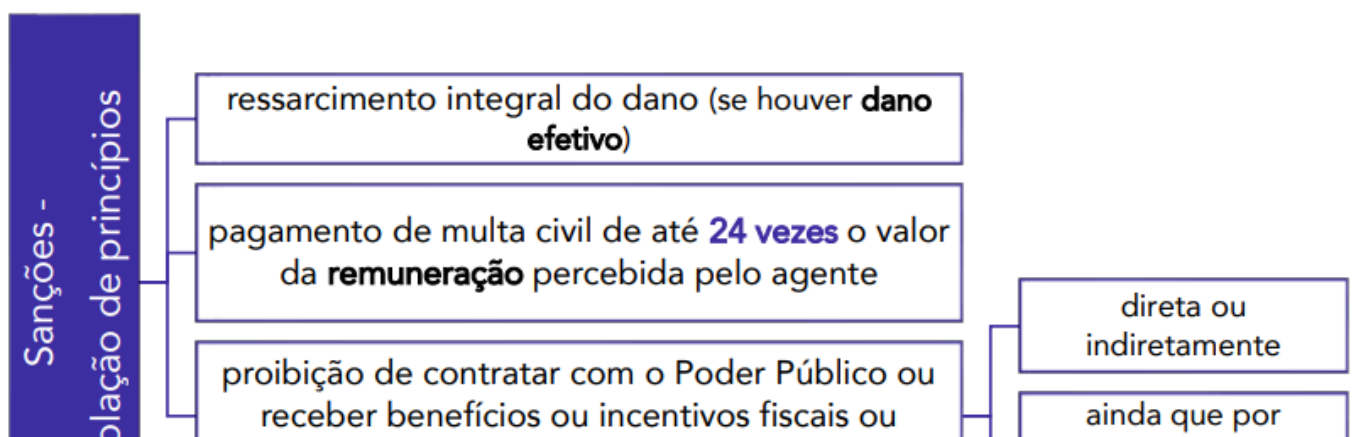 Sanções -
de princípios
ressarcimento integral do dano (se houver dano
efetivo)
pagamento de multa civil de até 24 vezes o valor
da remuneração percebida pelo agente
proibição de contratar com o Poder Público ou
receber benefícios ou incentivos fiscais ou
direta ou
indiretamente
ainda que por